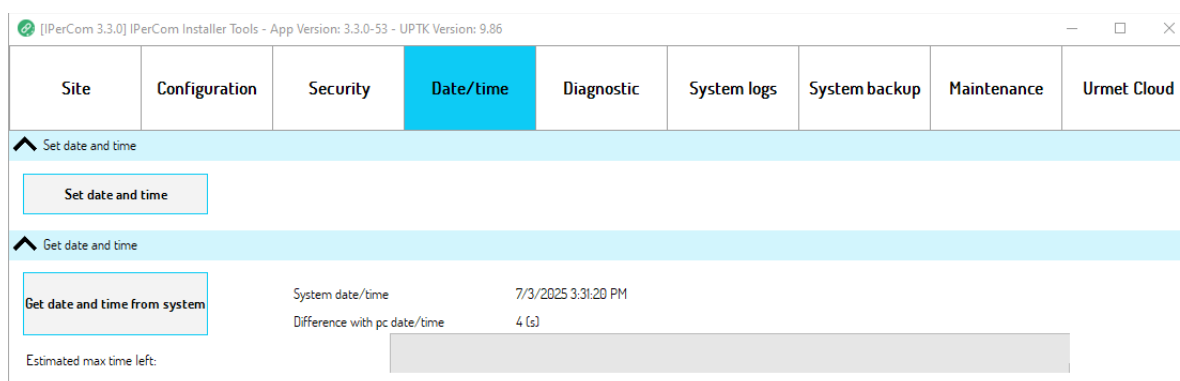 [IPerCom 3.3.0] IPerCom Installer Tools - App Version: 3.3.0-53 - UPTK Version: 9.86
Site Configuration Security Date/time Diagnostic System logs System backup Maintenance Urmet Cloud
Set date and time
Set date and time
Get date and time
Get date and time from system
System date/time 7/3/2025 3:31:20 PM
Difference with pc date/time 4 (s)
Estimated max time left: